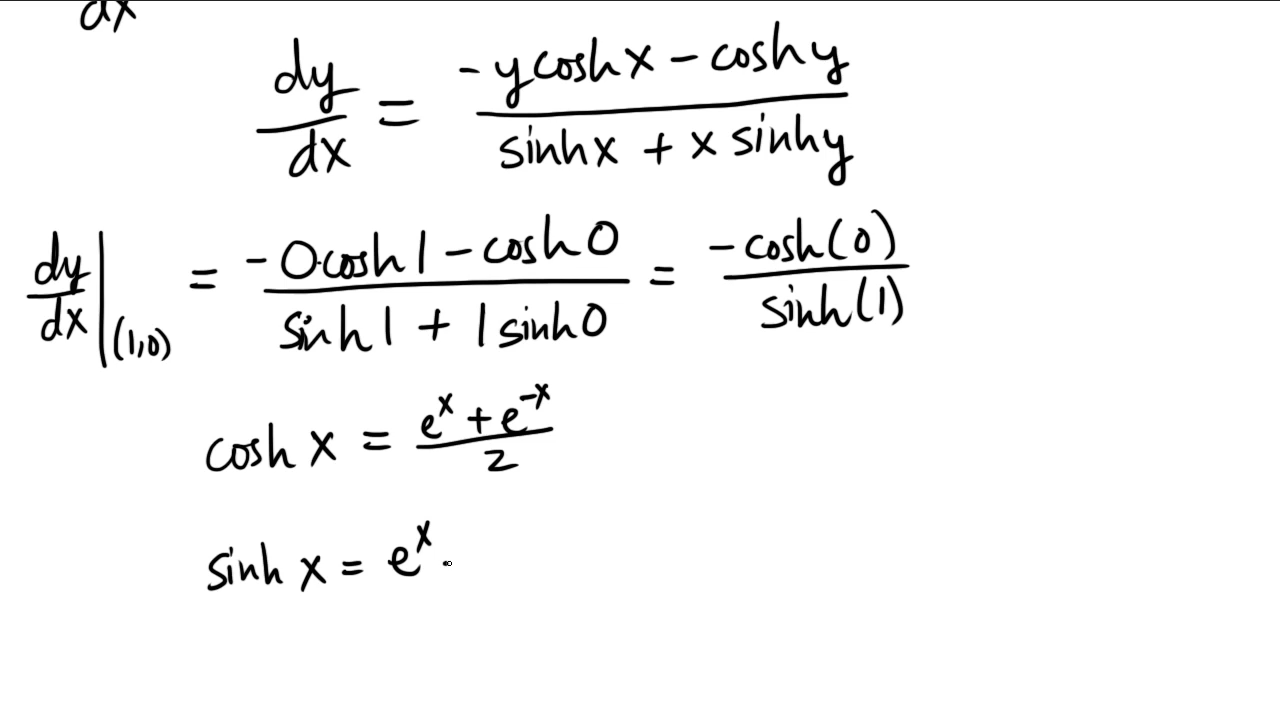 dx
dy/dx = (-y cosh x - cosh y)/(sinh x + x sinh y)
dy/dx|(1,0) = (-0·cosh 1 - cosh 0)/(sinh 1 + 1 sinh 0) = -cosh(0)/sinh(1)
cosh x = (e^x + e^-x)/2
sinh x = e^x